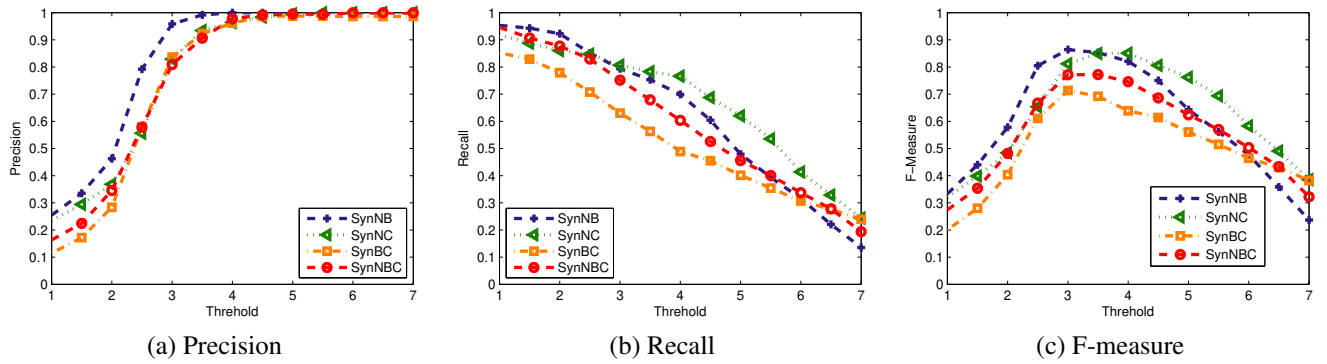 1
0.9
0.8
0.7
0.6
0.5
0.4
0.3
0.2
0.1
0
Precision
1 2 3 4 5 6 7
Threhold
SynNB
SynNC
SynBC
SynNBC
(a) Precision
1
0.9
0.8
0.7
0.6
0.5
0.4
0.3
0.2
0.1
0
Recall
1 2 3 4 5 6 7
Threhold
SynNB
SynNC
SynBC
SynNBC
(b) Recall
1
0.9
0.8
0.7
0.6
0.5
0.4
0.3
0.2
0.1
0
F-Measure
1 2 3 4 5 6 7
Threhold
SynNB
SynNC
SynBC
SynNBC
(c) F-measure